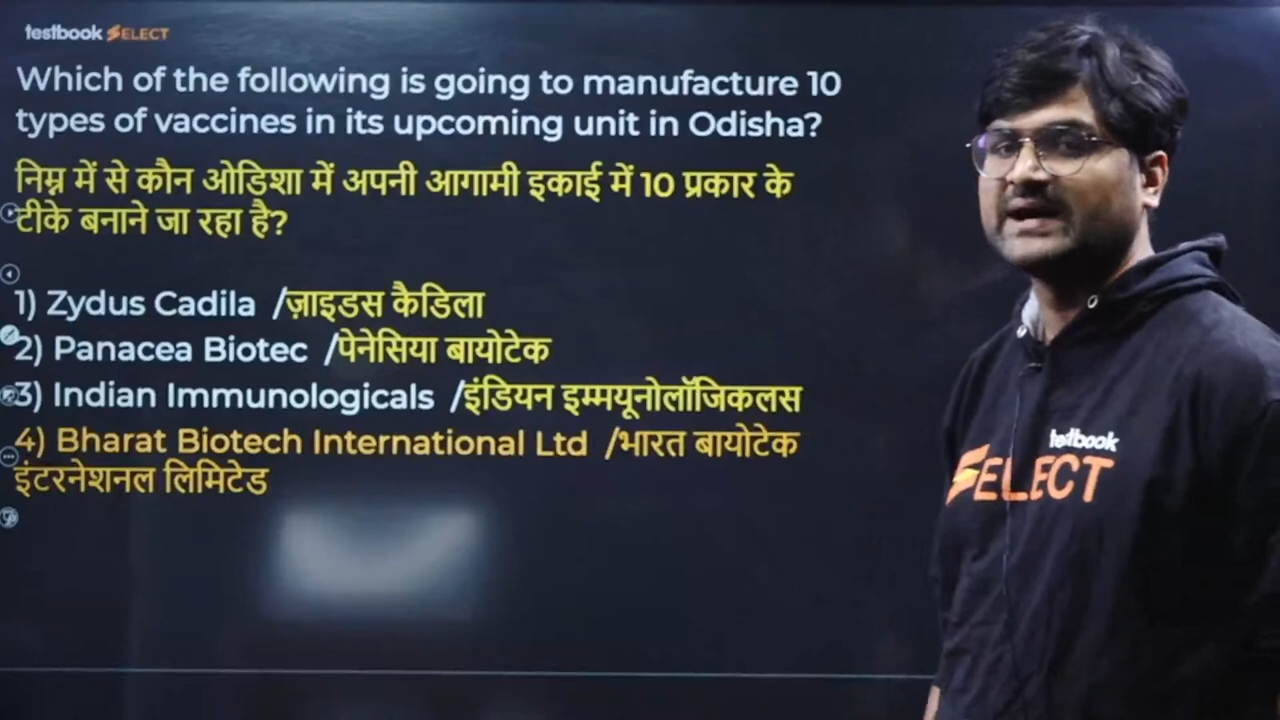 testbook SELECT
Which of the following is going to manufacture 10
types of vaccines in its upcoming unit in Odisha?
निम्न में से कौन ओडिशा में अपनी आगामी इकाई में 10 प्रकार के
टीके बनाने जा रहा है?
1) Zydus Cadila /ज़ाइडस कैडिला
2) Panacea Biotec /पेनेसिया बायोटेक
3) Indian Immunologicals /इंडियन इम्मयूनोलॉजिकलस
4) Bharat Biotech International Ltd /भारत बायोटेक
इंटरनेशनल लिमिटेड
testbook
SELECT